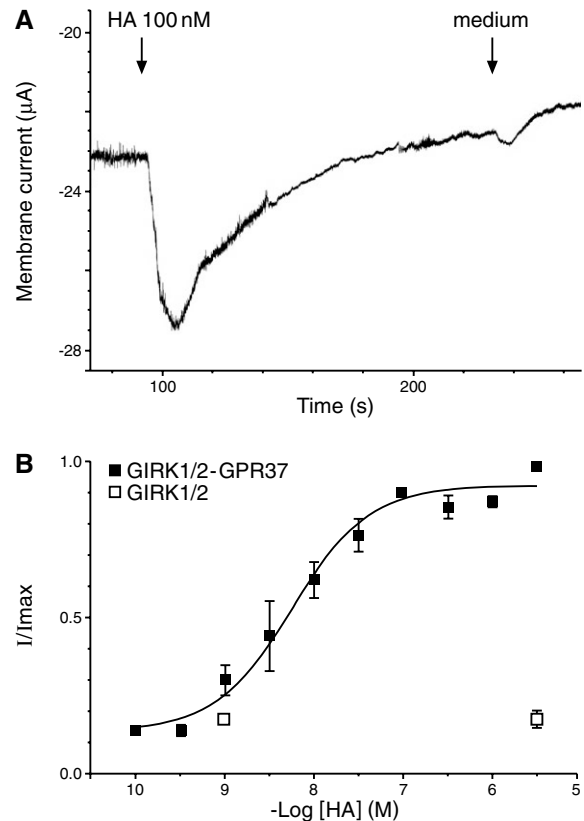 A
HA 100 nM
medium
-20
-24
-28
Membrane current (µA)
100
200
Time (s)
B
GIRK1/2-GPR37
GIRK1/2
1.0
0.5
0.0
I/Imax
10 9 8 7 6 5
-Log [HA] (M)